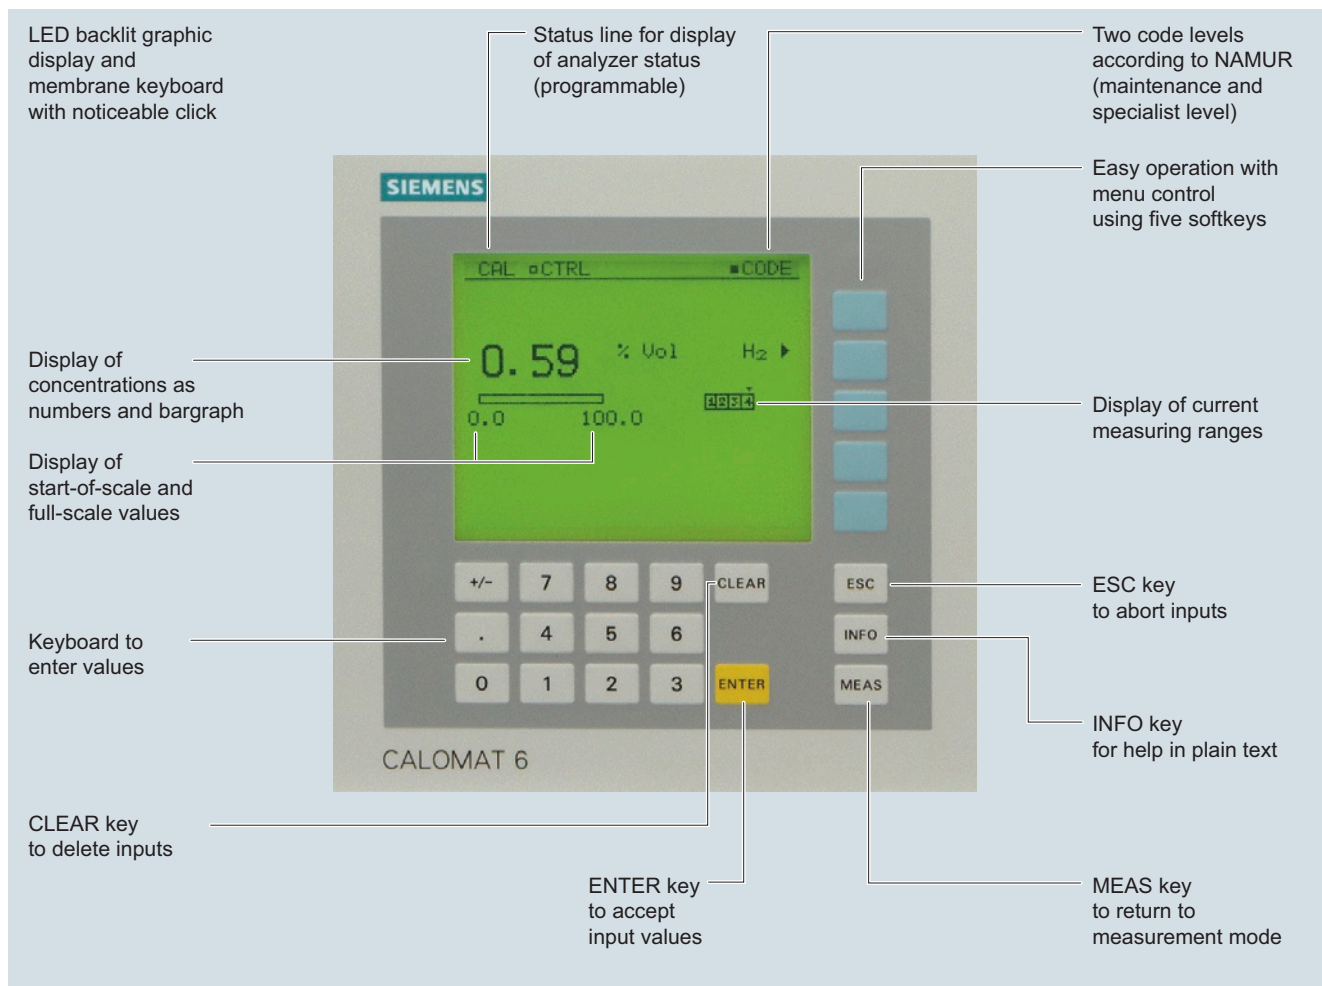 LED backlit graphic
display and
membrane keyboard
with noticeable click
Status line for display
of analyzer status
(programmable)
Two code levels
according to NAMUR
(maintenance and
specialist level)
Easy operation with
menu control
using five softkeys
SIEMENS
CAL ▫CTRL ▪CODE
0.59 % Vol H₂ ▶
1 2 3 4
0.0 100.0
Display of
concentrations as
numbers and bargraph
Display of current
measuring ranges
Display of
start-of-scale and
full-scale values
+/- 7 8 9 CLEAR ESC
. 4 5 6 INFO
0 1 2 3 ENTER MEAS
CALOMAT 6
ESC key
to abort inputs
Keyboard to
enter values
INFO key
for help in plain text
CLEAR key
to delete inputs
ENTER key
to accept
input values
MEAS key
to return to
measurement mode